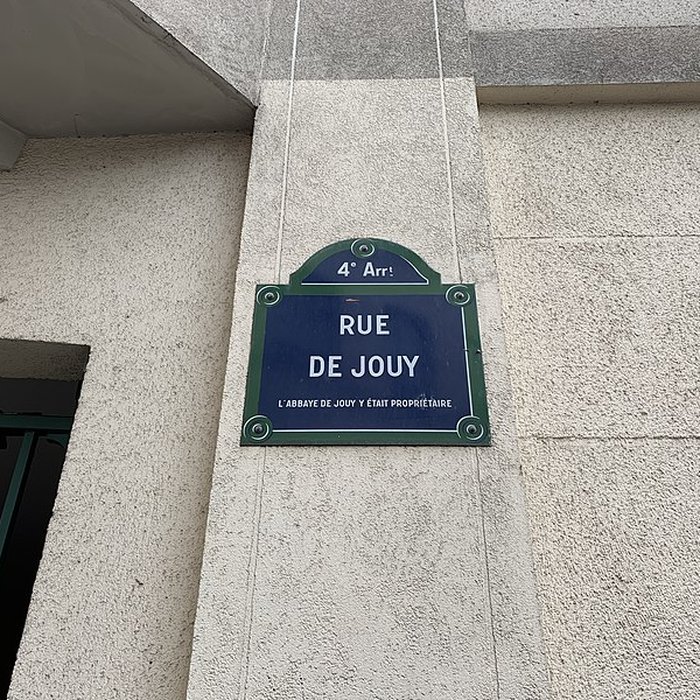 4e Arrt
RUE
DE JOUY
L'ABBAYE DE JOUY Y ÉTAIT PROPRIÉTAIRE